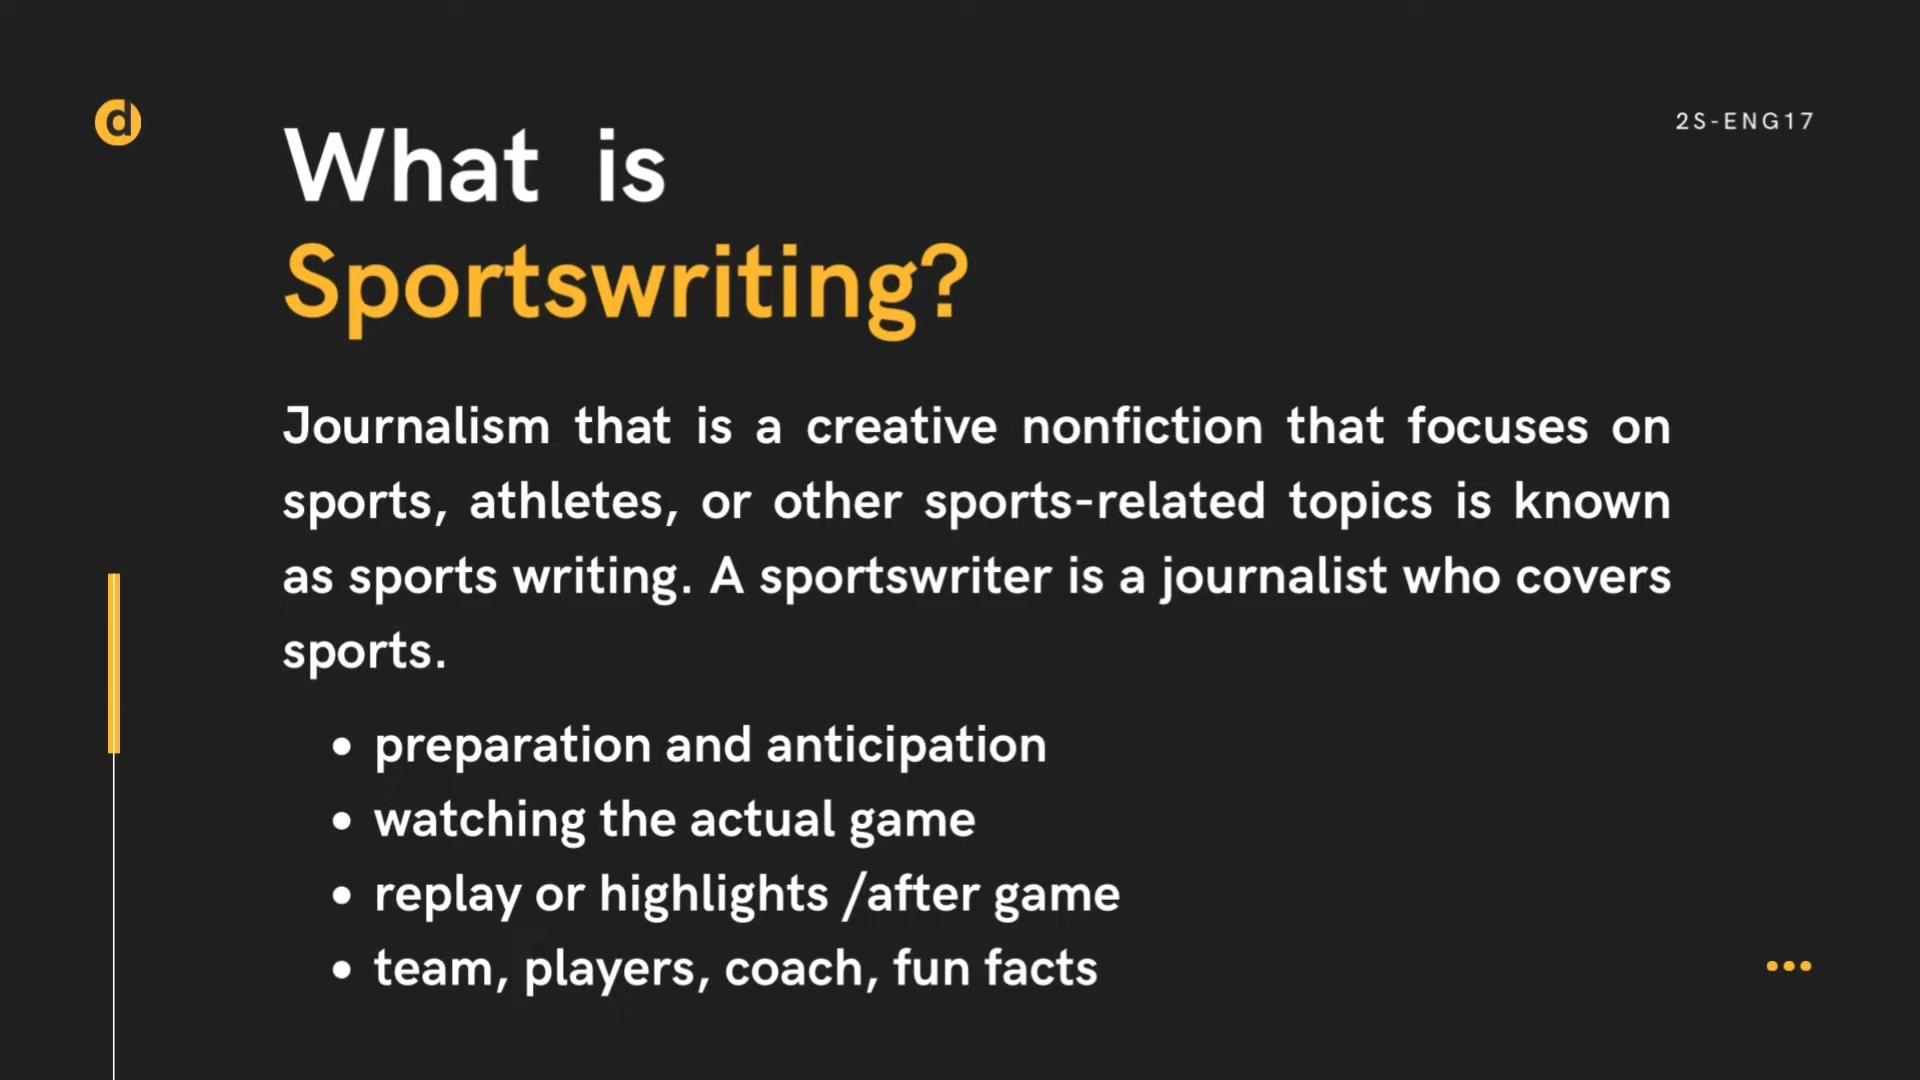 d
2S-ENG17
What is
Sportswriting?
Journalism that is a creative nonfiction that focuses on
sports, athletes, or other sports-related topics is known
as sports writing. A sportswriter is a journalist who covers
sports.
• preparation and anticipation
• watching the actual game
• replay or highlights /after game
• team, players, coach, fun facts